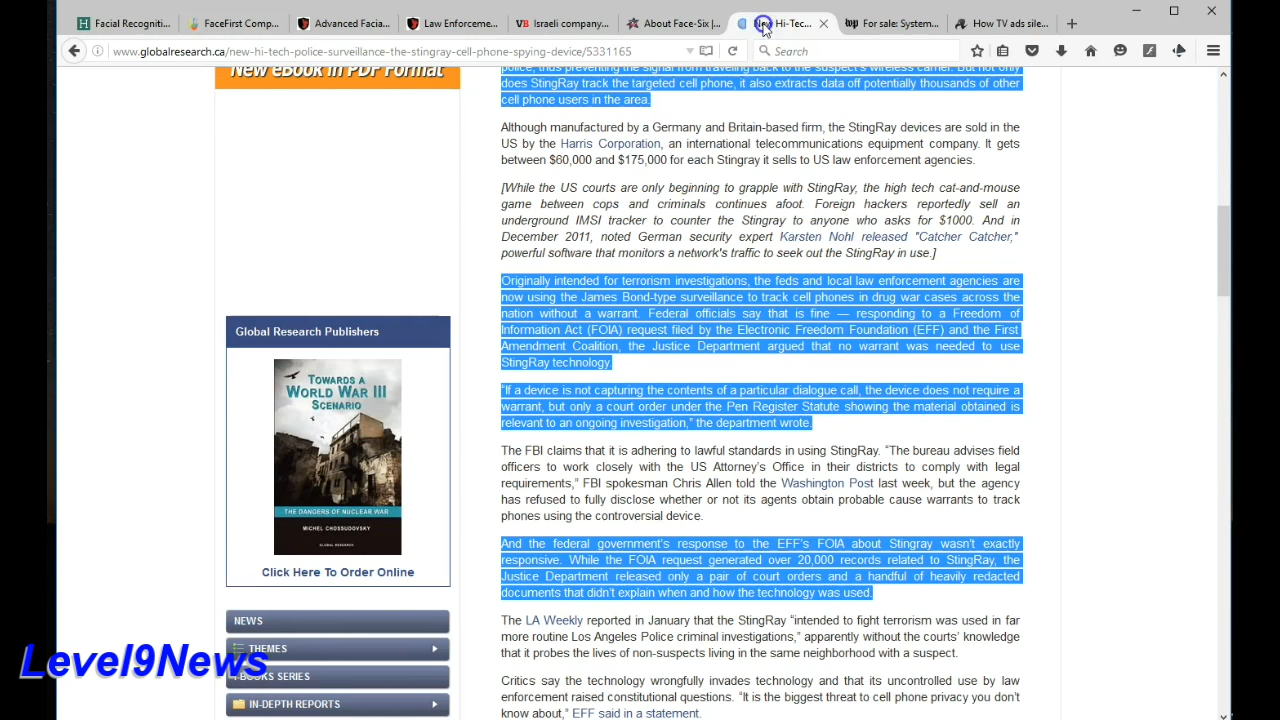 Facial Recogniti...
FaceFirst Comp...
Advanced Facia...
Law Enforceme...
Israeli company...
About Face-Six |...
New Hi-Tec...
For sale: System...
How TV ads sile...
www.globalresearch.ca/new-hi-tech-police-surveillance-the-stingray-cell-phone-spying-device/5331165
Search
New eBook in PDF Format
police, thus preventing the signal from traveling back to the suspect's wireless carrier. But not only
does StingRay track the targeted cell phone, it also extracts data off potentially thousands of other
cell phone users in the area.
Although manufactured by a Germany and Britain-based firm, the StingRay devices are sold in the
US by the Harris Corporation, an international telecommunications equipment company. It gets
between $60,000 and $175,000 for each Stingray it sells to US law enforcement agencies.
[While the US courts are only beginning to grapple with StingRay, the high tech cat-and-mouse
game between cops and criminals continues afoot. Foreign hackers reportedly sell an
underground IMSI tracker to counter the Stingray to anyone who asks for $1000. And in
December 2011, noted German security expert Karsten Nohl released "Catcher Catcher,"
powerful software that monitors a network's traffic to seek out the StingRay in use.]
Originally intended for terrorism investigations, the feds and local law enforcement agencies are
now using the James Bond-type surveillance to track cell phones in drug war cases across the
nation without a warrant. Federal officials say that is fine — responding to a Freedom of
Information Act (FOIA) request filed by the Electronic Freedom Foundation (EFF) and the First
Amendment Coalition, the Justice Department argued that no warrant was needed to use
StingRay technology.
“If a device is not capturing the contents of a particular dialogue call, the device does not require a
warrant, but only a court order under the Pen Register Statute showing the material obtained is
relevant to an ongoing investigation,” the department wrote.
The FBI claims that it is adhering to lawful standards in using StingRay. “The bureau advises field
officers to work closely with the US Attorney’s Office in their districts to comply with legal
requirements,” FBI spokesman Chris Allen told the Washington Post last week, but the agency
has refused to fully disclose whether or not its agents obtain probable cause warrants to track
phones using the controversial device.
And the federal government’s response to the EFF’s FOIA about Stingray wasn’t exactly
responsive. While the FOIA request generated over 20,000 records related to StingRay, the
Justice Department released only a pair of court orders and a handful of heavily redacted
documents that didn’t explain when and how the technology was used.
The LA Weekly reported in January that the StingRay “intended to fight terrorism was used in far
more routine Los Angeles Police criminal investigations,” apparently without the courts’ knowledge
that it probes the lives of non-suspects living in the same neighborhood with a suspect.
Critics say the technology wrongfully invades technology and that its uncontrolled use by law
enforcement raised constitutional questions. “It is the biggest threat to cell phone privacy you don’t
know about,” EFF said in a statement.
Global Research Publishers
TOWARDS A
WORLD WAR III
SCENARIO
THE DANGERS OF NUCLEAR WAR
MICHEL CHOSSUDOVSKY
GLOBAL RESEARCH
Click Here To Order Online
NEWS
THEMES
I-BOOKS SERIES
IN-DEPTH REPORTS
Level9News